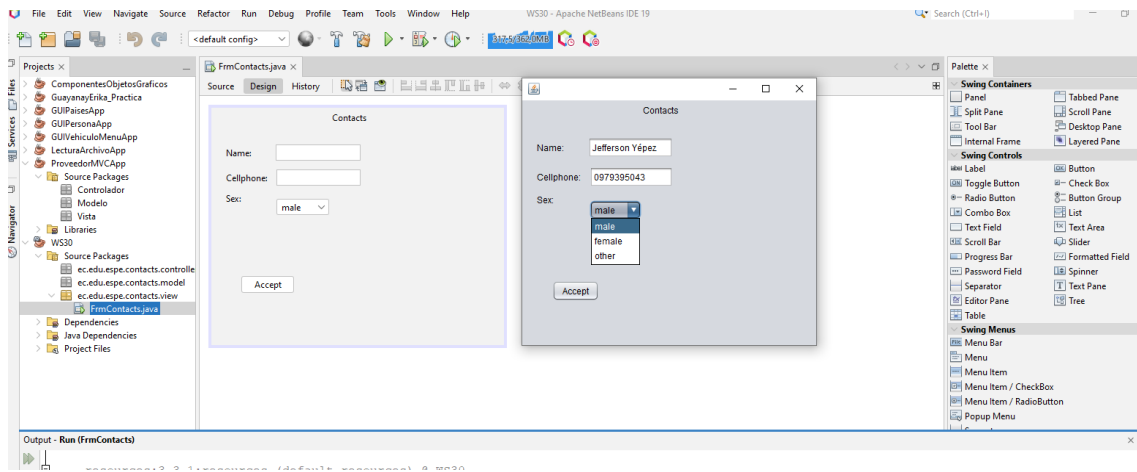 File Edit View Navigate Source Refactor Run Debug Profile Team Tools Window Help
WS30 - Apache NetBeans IDE 19
Search (Ctrl+I)
<default config>
317,5/362,0MB
Projects
ComponentesObjetosGraficos
GuayanayErika_Practica
GUIPaisesApp
GUIPersonaApp
GUIVehiculoMenuApp
LecturaArchivoApp
ProveedorMVCApp
Source Packages
Controlador
Modelo
Vista
Libraries
WS30
Source Packages
ec.edu.espe.contacts.controlle
ec.edu.espe.contacts.model
ec.edu.espe.contacts.view
FrmContacts.java
Dependencies
Java Dependencies
Project Files
Files
Services
Navigator
FrmContacts.java
Source Design History
Contacts
Name:
Cellphone:
Sex:
male
Accept
Contacts
Name: Jefferson Yépez
Cellphone: 0979395043
Sex:
male
male
female
other
Accept
Palette
Swing Containers
Panel Tabbed Pane
Split Pane Scroll Pane
Tool Bar Desktop Pane
Internal Frame Layered Pane
Swing Controls
label Label OK Button
ON Toggle Button Check Box
Radio Button Button Group
Combo Box List
Text Field Text Area
Scroll Bar Slider
Progress Bar Formatted Field
Password Field Spinner
Separator Text Pane
Editor Pane Tree
Table
Swing Menus
Menu Bar
Menu
Menu Item
Menu Item / CheckBox
Menu Item / RadioButton
Popup Menu
Output - Run (FrmContacts)